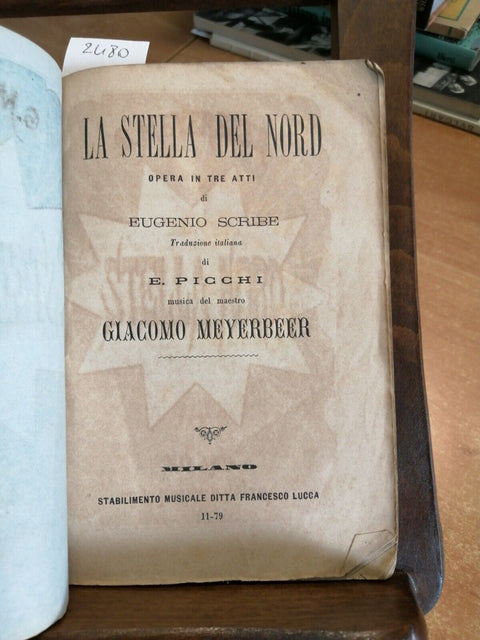 2480
LA STELLA DEL NORD
OPERA IN TRE ATTI
di
EUGENIO SCRIBE
Traduzione italiana
di
E. PICCHI
musica del maestro
GIACOMO MEYERBEER
MILANO
STABILIMENTO MUSICALE DITTA FRANCESCO LUCCA
11-79